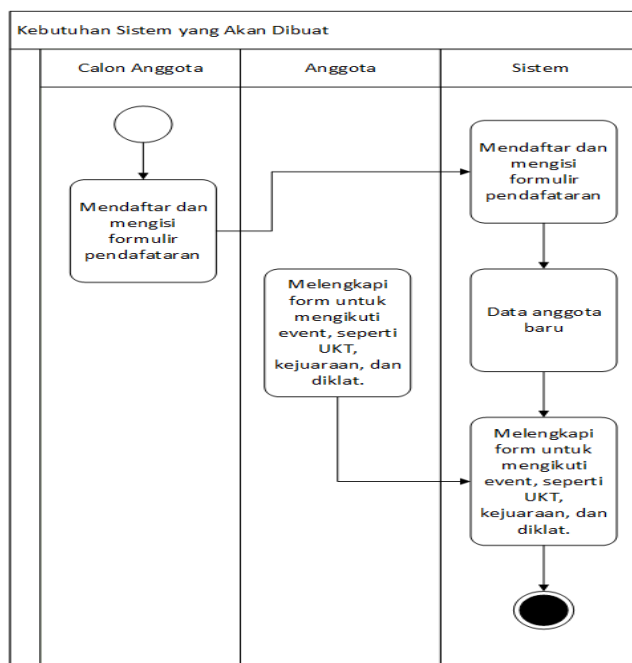 Kebutuhan Sistem yang Akan Dibuat
Calon Anggota
Anggota
Sistem
Mendaftar dan
mengisi
formulir
pendafataran
Mendaftar dan
mengisi
formulir
pendafataran
Melengkapi
form untuk
mengikuti
event, seperti
UKT,
kejuaraan, dan
diklat.
Data anggota
baru
Melengkapi
form untuk
mengikuti
event, seperti
UKT,
kejuaraan, dan
diklat.